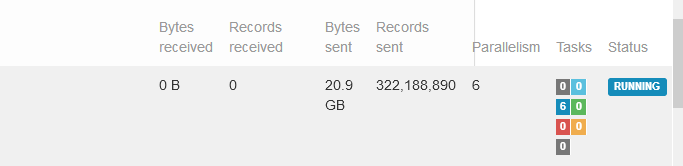 Bytes received
Records received
Bytes sent
Records sent
Parallelism
Tasks
Status
0 B
0
20.9 GB
322,188,890
6
0 0
6 0
0 0
0
RUNNING